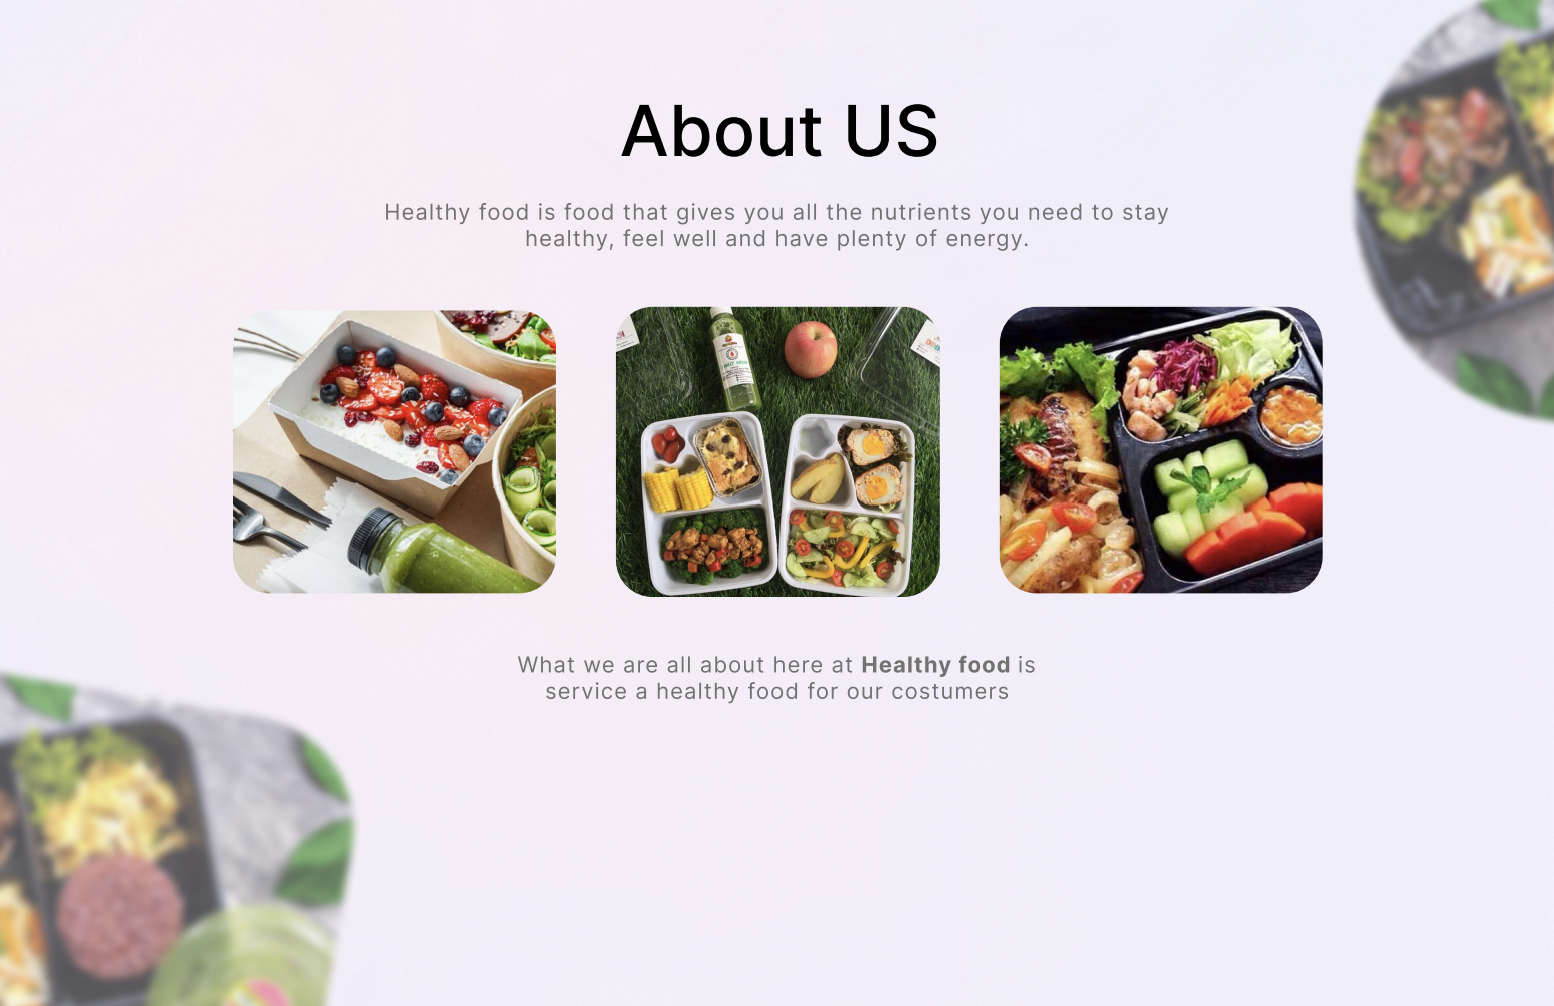 About US
Healthy food is food that gives you all the nutrients you need to stay
healthy, feel well and have plenty of energy.
What we are all about here at Healthy food is
service a healthy food for our costumers